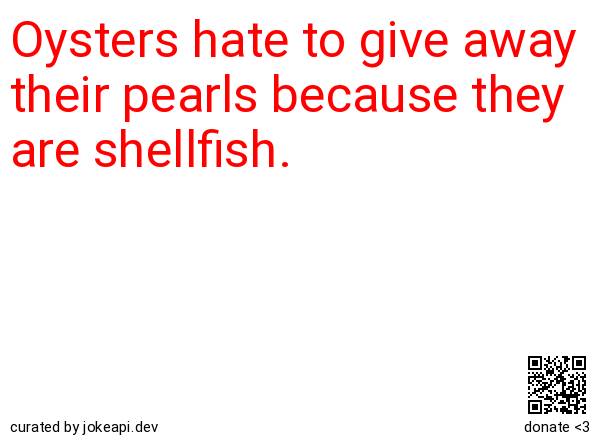 Oysters hate to give away
their pearls because they
are shellfish.
curated by jokeapi.dev
donate <3